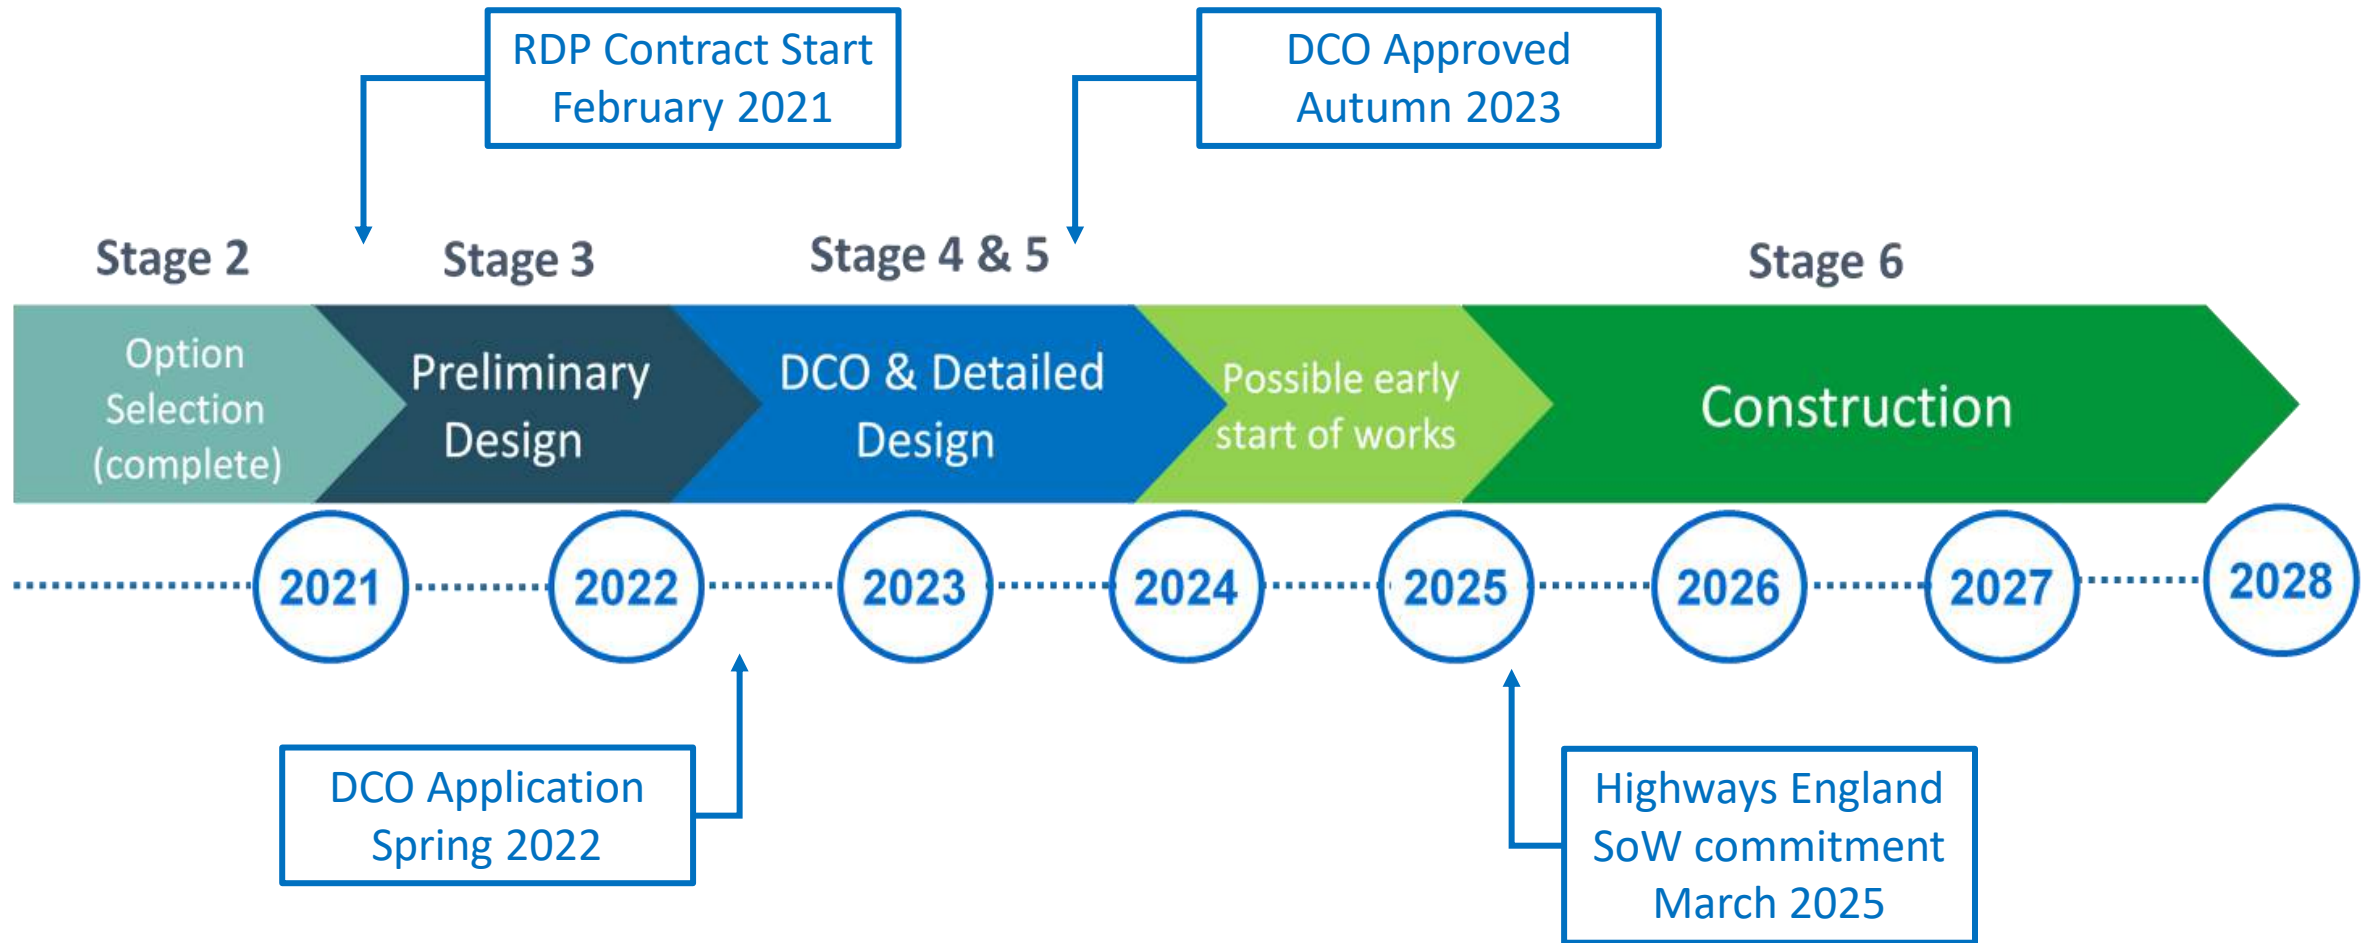 RDP Contract Start
February 2021
DCO Approved
Autumn 2023
Stage 2
Stage 3
Stage 4 & 5
Stage 6
Option
Selection
(complete)
Preliminary
Design
DCO & Detailed
Design
Possible early
start of works
Construction
2021
2022
2023
2024
2025
2026
2027
2028
DCO Application
Spring 2022
Highways England
SoW commitment
March 2025